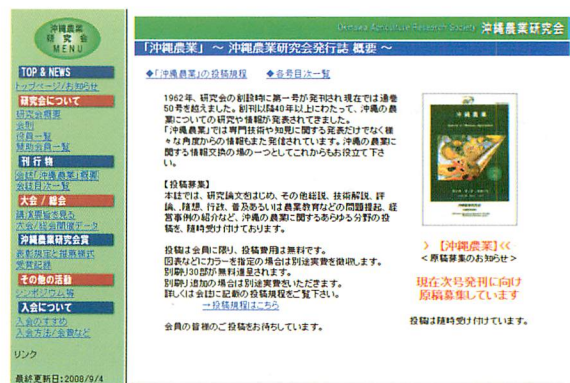 沖縄農業
研究会
MENU
TOP & NEWS
トップページ/お知らせ
研究会について
研究会概要
会則
役員一覧
賛助会員一覧
刊行物
会誌「沖縄農業」概要
会誌目次一覧
大会 / 総会
講演要旨を見る
大会/総会開催データ
沖縄農業研究会賞
表彰規定と推薦様式
受賞記録
その他の活動
シンポジウム等
入会について
入会のすすめ
入会方法/会費など
リンク
最終更新日:2008/9/4
Okinawa Agriculture Research Society 沖縄農業研究会
「沖縄農業」 ~ 沖縄農業研究会発行誌 概要 ~
◆「沖縄農業」の投稿規程 ◆各号目次一覧
1962年、研究会の創設時に第一号が発刊され現在では通巻
50号を越えました。創刊以降40年以上にわたって、沖縄の農
業についての研究や情報が発表されてきました。
「沖縄農業」では専門技術や知見に関する発表だけでなく様
々な角度からの情報もまた発信されています。沖縄の農業に
関する情報交換の場の一つとしてこれからもお役立て下さ
い。
【投稿募集】
本誌では、研究論文をはじめ、その他総説、技術解説、評
論、随想、行政、普及あるいは農業教育などの問題提起、経
営事例の紹介など、沖縄の農業に関するあらゆる分野の投
稿を、随時受け付けております。
投稿は会員に限り、投稿費用は無料です。
図表などにカラーを指定の場合は別途実費を徴収します。
別刷り30部が無料進呈されます。
別刷り追加の場合は別途実費をいただきます。
詳しくは会誌に記載の投稿規程をご覧下さい。
→投稿規程はこちら
会員の皆様のご投稿をお待ちしています。
沖縄農業
》【沖縄農業】《
<原稿募集のお知らせ>
現在次号発刊に向け
原稿募集しています
投稿は随時受け付けています。